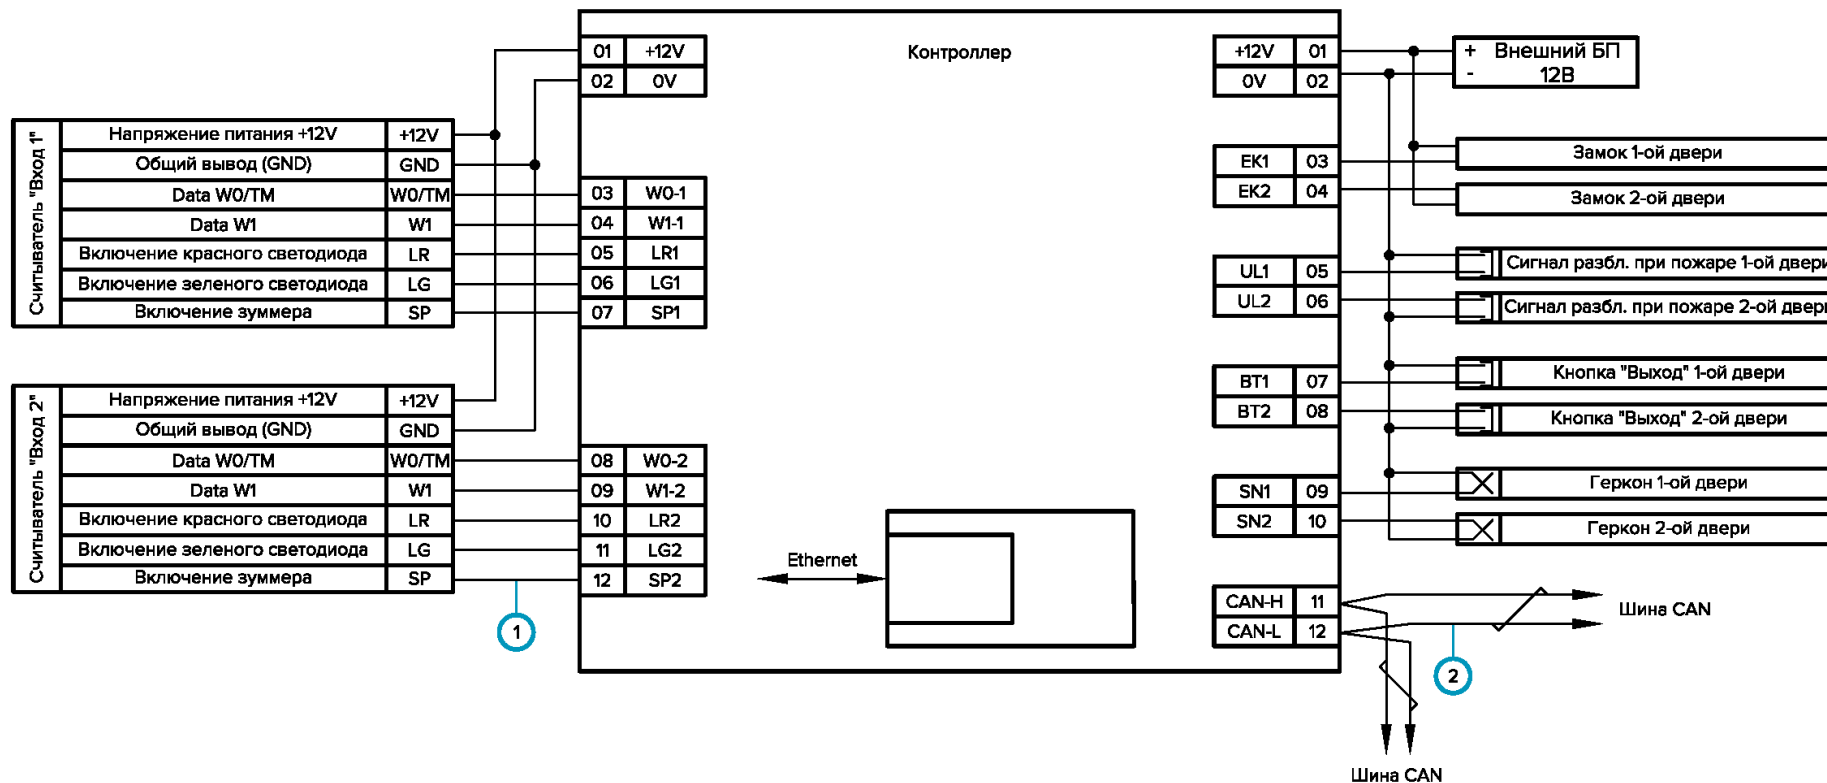 Контроллер
01 +12V
02 0V
Считыватель "Вход 1"
Напряжение питания +12V +12V
Общий вывод (GND) GND
Data W0/TM W0/TM
Data W1 W1
Включение красного светодиода LR
Включение зеленого светодиода LG
Включение зуммера SP
03 W0-1
04 W1-1
05 LR1
06 LG1
07 SP1
Считыватель "Вход 2"
Напряжение питания +12V +12V
Общий вывод (GND) GND
Data W0/TM W0/TM
Data W1 W1
Включение красного светодиода LR
Включение зеленого светодиода LG
Включение зуммера SP
08 W0-2
09 W1-2
10 LR2
11 LG2
12 SP2
1
Ethernet
+12V 01
0V 02
EK1 03
EK2 04
UL1 05
UL2 06
BT1 07
BT2 08
SN1 09
SN2 10
CAN-H 11
CAN-L 12
+ Внешний БП
- 12В
Замок 1-ой двери
Замок 2-ой двери
Сигнал разбл. при пожаре 1-ой двери
Сигнал разбл. при пожаре 2-ой двери
Кнопка "Выход" 1-ой двери
Кнопка "Выход" 2-ой двери
Геркон 1-ой двери
Геркон 2-ой двери
Шина CAN
2
Шина CAN